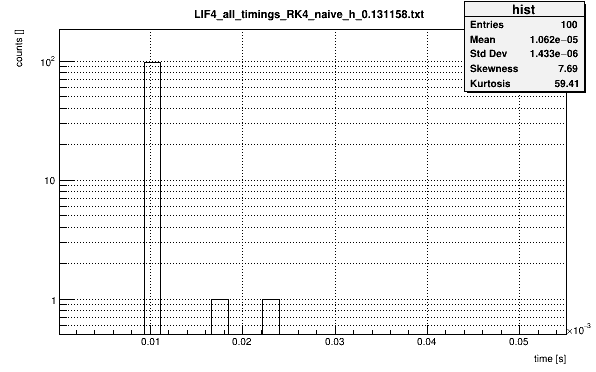 LIF4_all_timings_RK4_naive_h_0.131158.txt
hist
Entries 100
Mean 1.062e−05
Std Dev 1.433e−06
Skewness 7.69
Kurtosis 59.41
counts []
10²
10
1
0.01 0.02 0.03 0.04 0.05
×10⁻³
time [s]